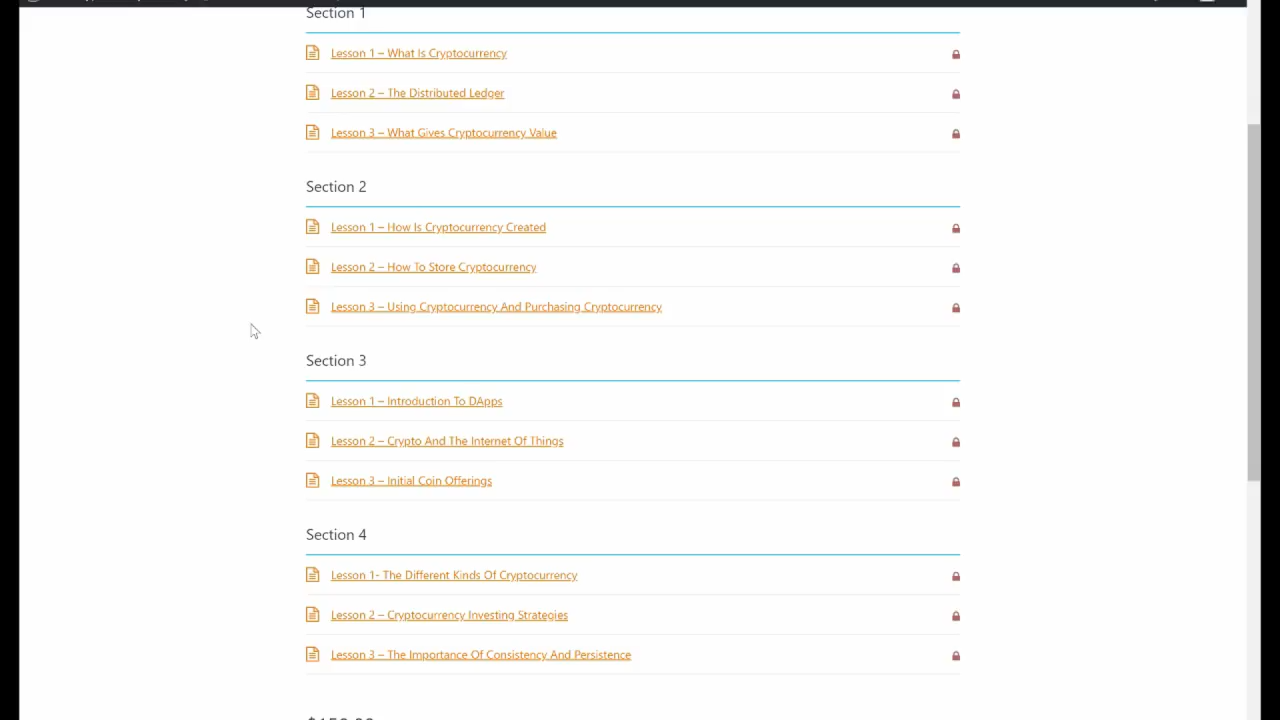 Section 1
Lesson 1 – What Is Cryptocurrency
Lesson 2 – The Distributed Ledger
Lesson 3 – What Gives Cryptocurrency Value
Section 2
Lesson 1 – How Is Cryptocurrency Created
Lesson 2 – How To Store Cryptocurrency
Lesson 3 – Using Cryptocurrency And Purchasing Cryptocurrency
Section 3
Lesson 1 – Introduction To DApps
Lesson 2 – Crypto And The Internet Of Things
Lesson 3 – Initial Coin Offerings
Section 4
Lesson 1- The Different Kinds Of Cryptocurrency
Lesson 2 – Cryptocurrency Investing Strategies
Lesson 3 – The Importance Of Consistency And Persistence